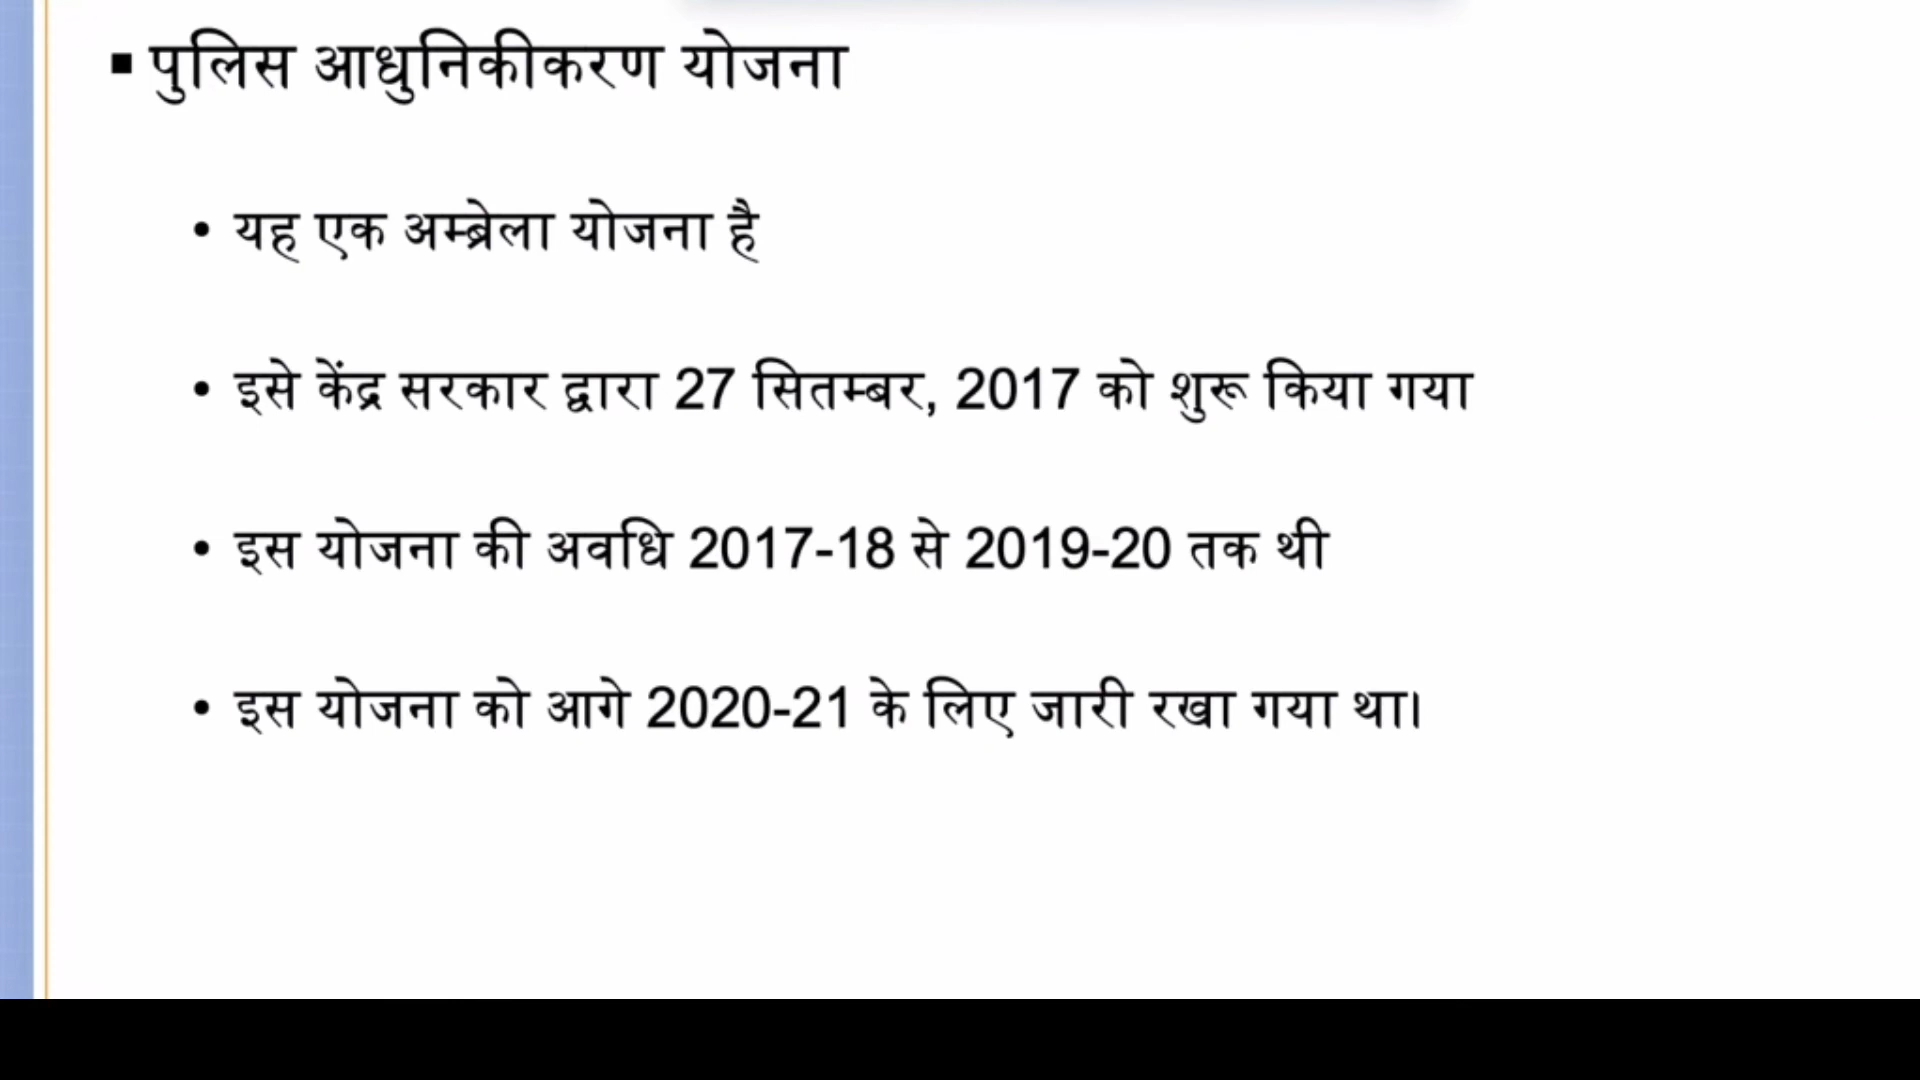 ▪ पुलिस आधुनिकीकरण योजना
• यह एक अम्ब्रेला योजना है
• इसे केंद्र सरकार द्वारा 27 सितम्बर, 2017 को शुरू किया गया
• इस योजना की अवधि 2017-18 से 2019-20 तक थी
• इस योजना को आगे 2020-21 के लिए जारी रखा गया था।